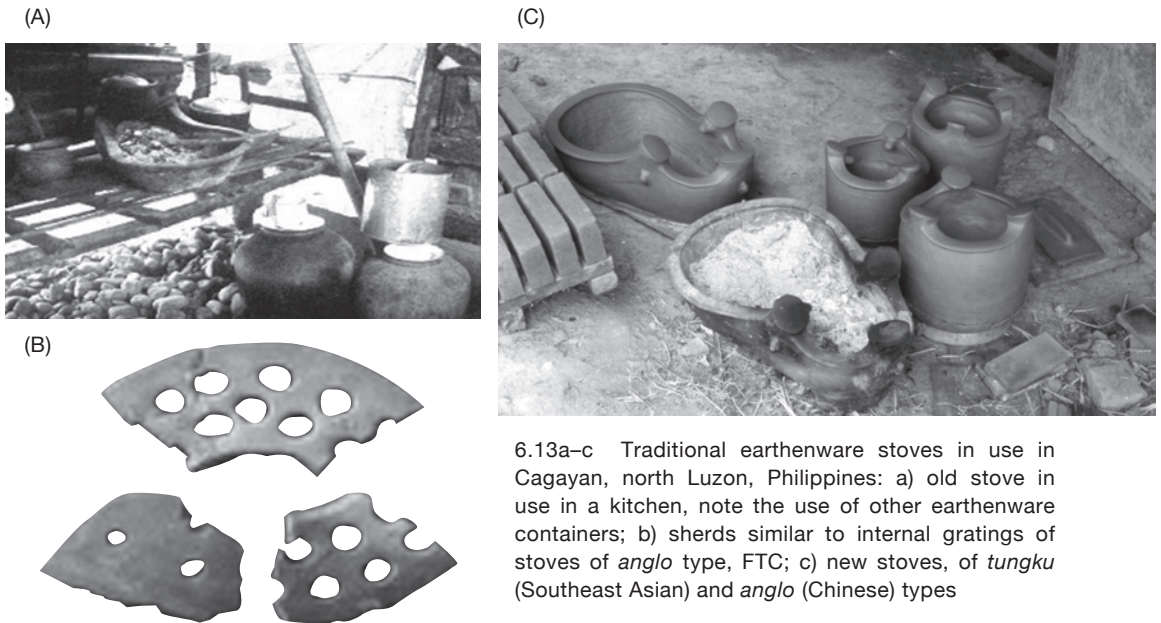 (A)
(C)
(B)
6.13a–c Traditional earthenware stoves in use in
Cagayan, north Luzon, Philippines: a) old stove in
use in a kitchen, note the use of other earthenware
containers; b) sherds similar to internal gratings of
stoves of anglo type, FTC; c) new stoves, of tungku
(Southeast Asian) and anglo (Chinese) types